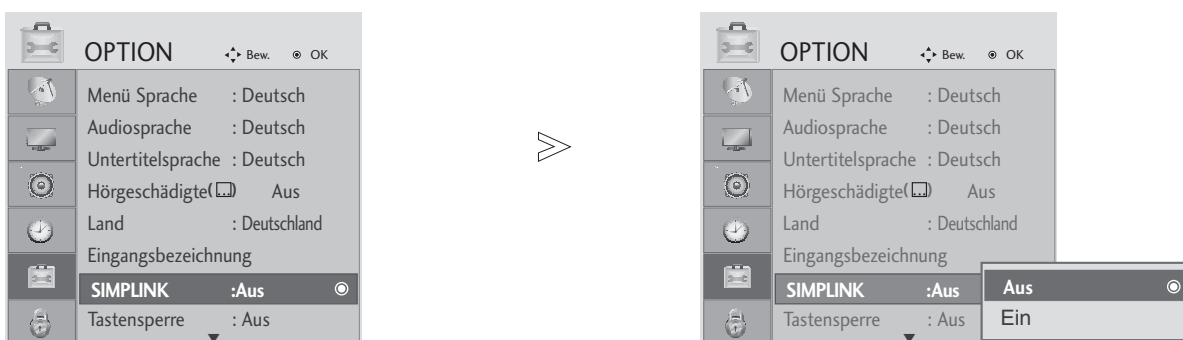 OPTION Bew. OK
Menü Sprache : Deutsch
Audiosprache : Deutsch
Untertitelsprache : Deutsch
Hörgeschädigte( ) Aus
Land : Deutschland
Eingangsbezeichnung
SIMPLINK :Aus
Tastensperre : Aus
OPTION Bew. OK
Menü Sprache : Deutsch
Audiosprache : Deutsch
Untertitelsprache : Deutsch
Hörgeschädigte( ) Aus
Land : Deutschland
Eingangsbezeichnung
SIMPLINK :Aus
Tastensperre : Aus
Aus
Ein